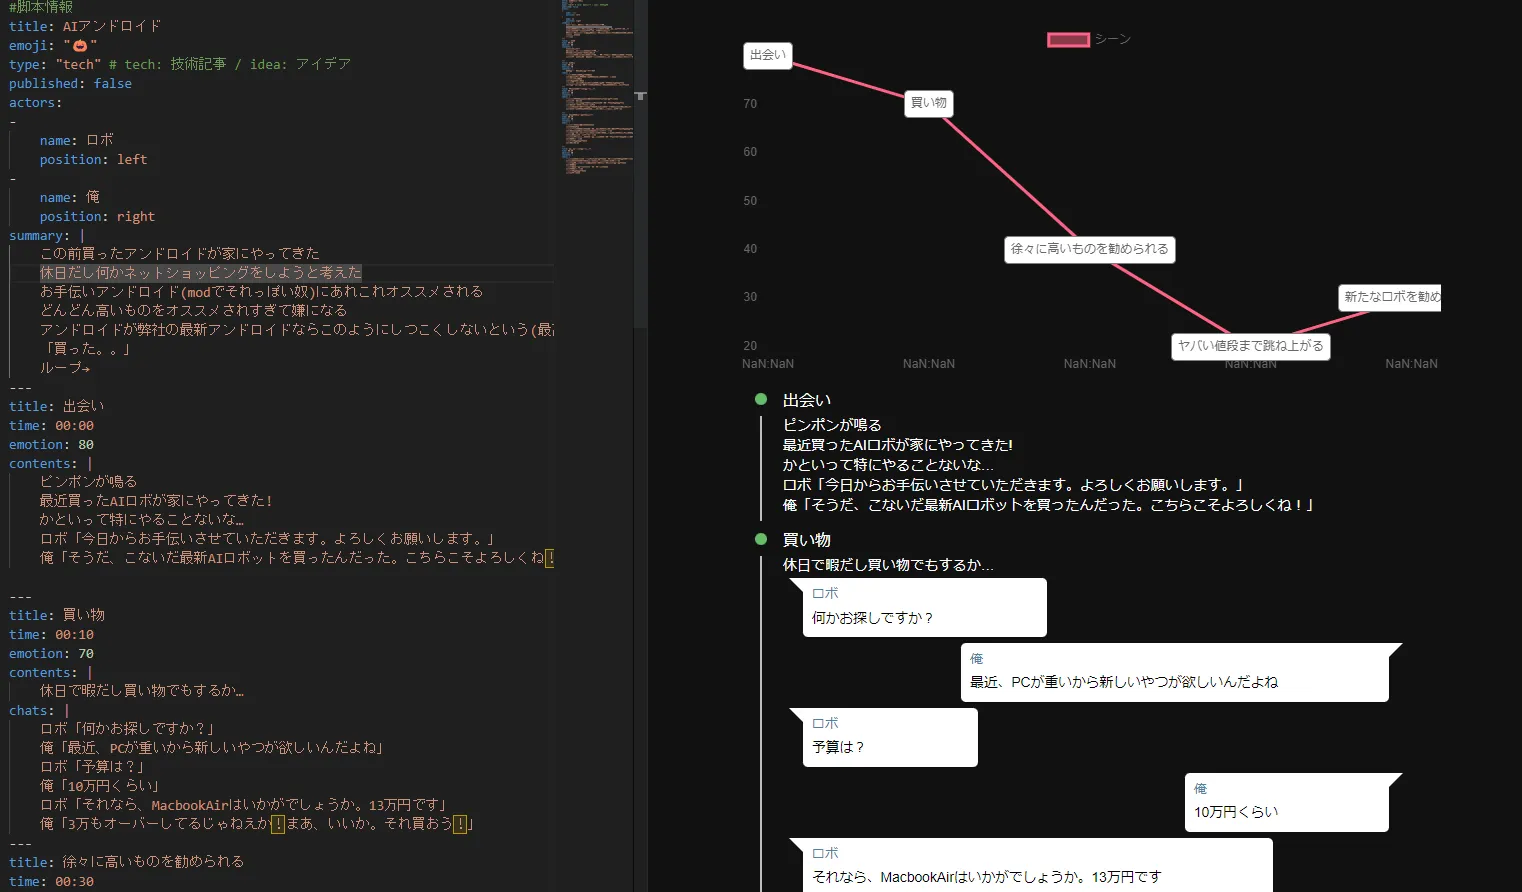 #脚本情報
title: AIアンドロイド
emoji: "🎃"
type: "tech" # tech: 技術記事 / idea: アイデア
published: false
actors:
-
name: ロボ
position: left
-
name: 俺
position: right
summary: |
この前買ったアンドロイドが家にやってきた
休日だし何かネットショッピングをしようと考えた
お手伝いアンドロイド(modでそれっぽい奴)にあれこれオススメされる
どんどん高いものをオススメされすぎて嫌になる
アンドロイドが弊社の最新アンドロイドならこのようにしつこくしないという(最
「買った。。」
ループ→
---
title: 出会い
time: 00:00
emotion: 80
contents: |
ピンポンが鳴る
最近買ったAIロボが家にやってきた!
かといって特にやることないな…
ロボ「今日からお手伝いさせていただきます。よろしくお願いします。」
俺「そうだ、こないだ最新AIロボットを買ったんだった。こちらこそよろしくね！
---
title: 買い物
time: 00:10
emotion: 70
contents: |
休日で暇だし買い物でもするか…
chats: |
ロボ「何かお探しですか？」
俺「最近、PCが重いから新しいやつが欲しいんだよね」
ロボ「予算は？」
俺「10万円くらい」
ロボ「それなら、MacbookAirはいかがでしょうか。13万円です」
俺「3万もオーバーしてるじゃねえか！まあ、いいか。それ買おう！」
---
title: 徐々に高いものを勧められる
time: 00:30
シーン
出会い
買い物
徐々に高いものを勧められる
ヤバい値段まで跳ね上がる
新たなロボを勧め
70
60
50
40
30
20
NaN:NaN NaN:NaN NaN:NaN NaN:NaN NaN:NaN
出会い
ピンポンが鳴る
最近買ったAIロボが家にやってきた!
かといって特にやることないな…
ロボ「今日からお手伝いさせていただきます。よろしくお願いします。」
俺「そうだ、こないだ最新AIロボットを買ったんだった。こちらこそよろしくね！」
買い物
休日で暇だし買い物でもするか…
ロボ
何かお探しですか？
俺
最近、PCが重いから新しいやつが欲しいんだよね
ロボ
予算は？
俺
10万円くらい
ロボ
それなら、MacbookAirはいかがでしょうか。13万円です